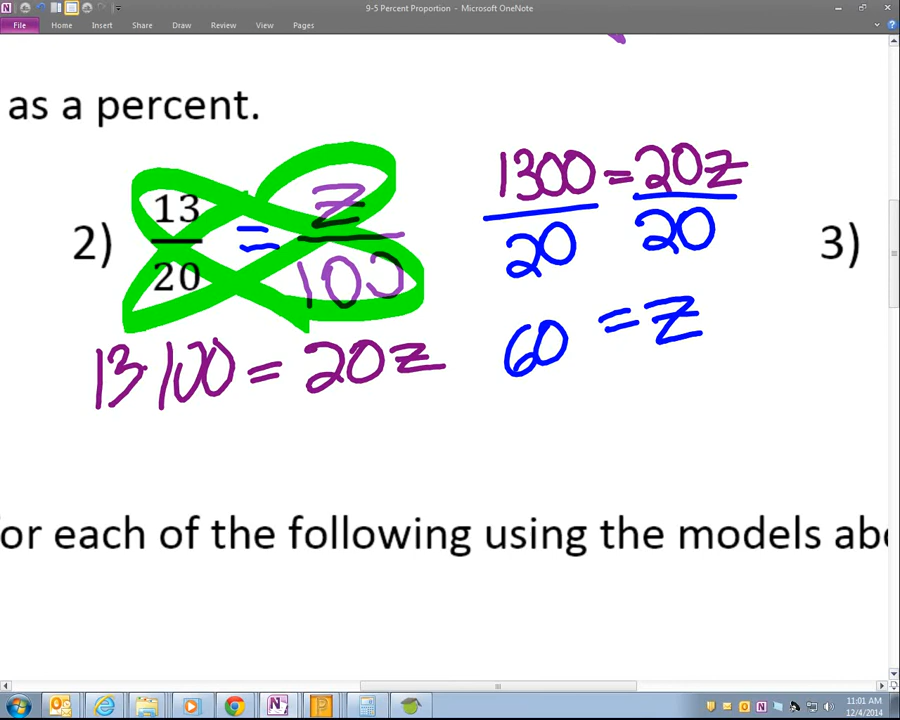 9-5 Percent Proportion - Microsoft OneNote
File Home Insert Share Draw Review View Pages
as a percent.
2) 13/20 = z/100
13·100 = 20z
1300 = 20z
20 20
60 = z
3)
for each of the following using the models abo
11:01 AM
12/4/2014